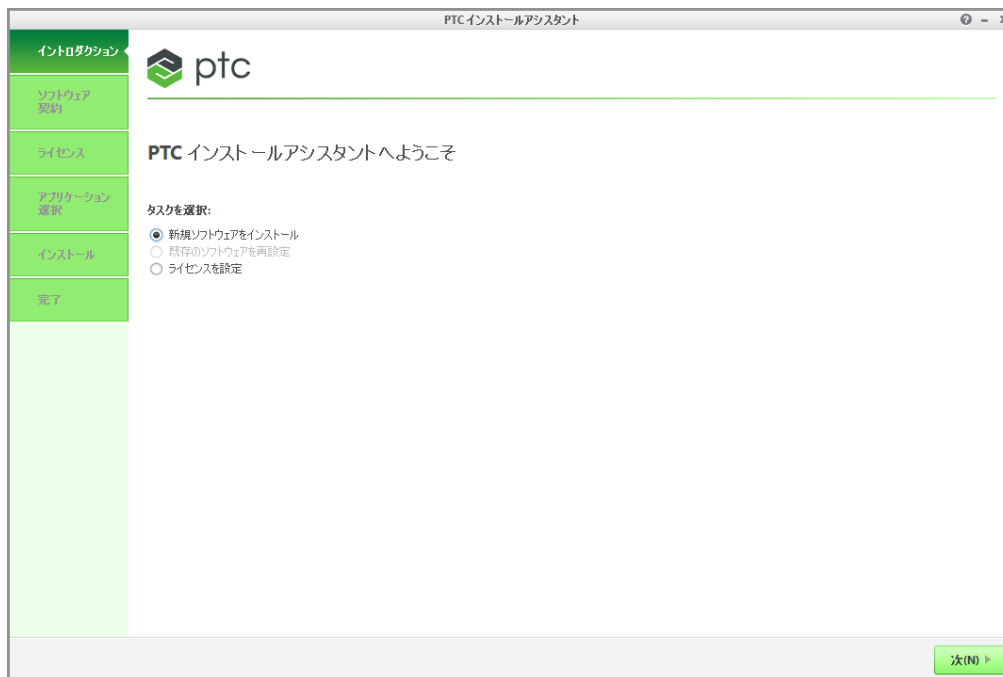 PTC インストールアシスタント
イントロダクション
ソフトウェア
契約
ライセンス
アプリケーション
選択
インストール
完了
ptc
PTC インストールアシスタントへようこそ
タスクを選択:
新規ソフトウェアをインストール
既存のソフトウェアを再設定
ライセンスを設定
次(N)